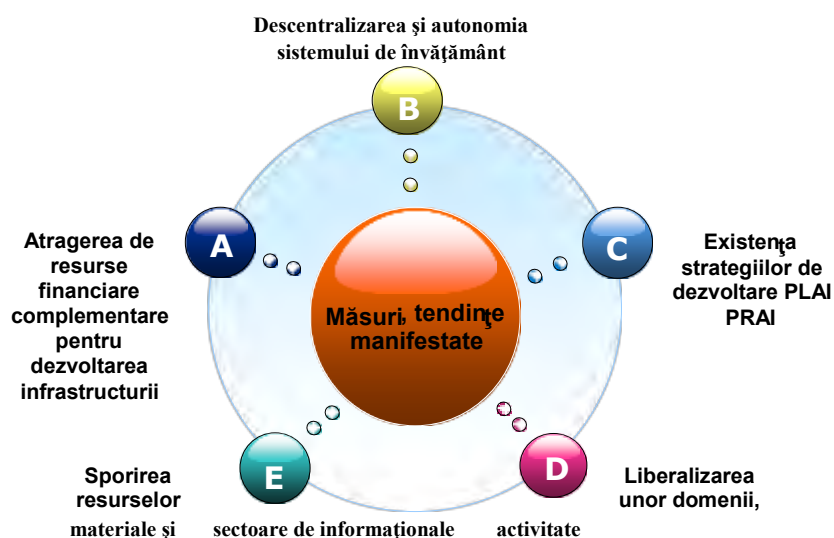 Descentralizarea şi autonomia
sistemului de învăţământ
B
A
Atragerea de
resurse
financiare
complementare
pentru
dezvoltarea
infrastructurii
C
Existenţa
strategiilor de
dezvoltare PLAI
PRAI
Măsuri, tendinţe
manifestate
E
Sporirea
resurselor
D
Liberalizarea
unor domenii,
materiale şi sectoare de informaţionale activitate